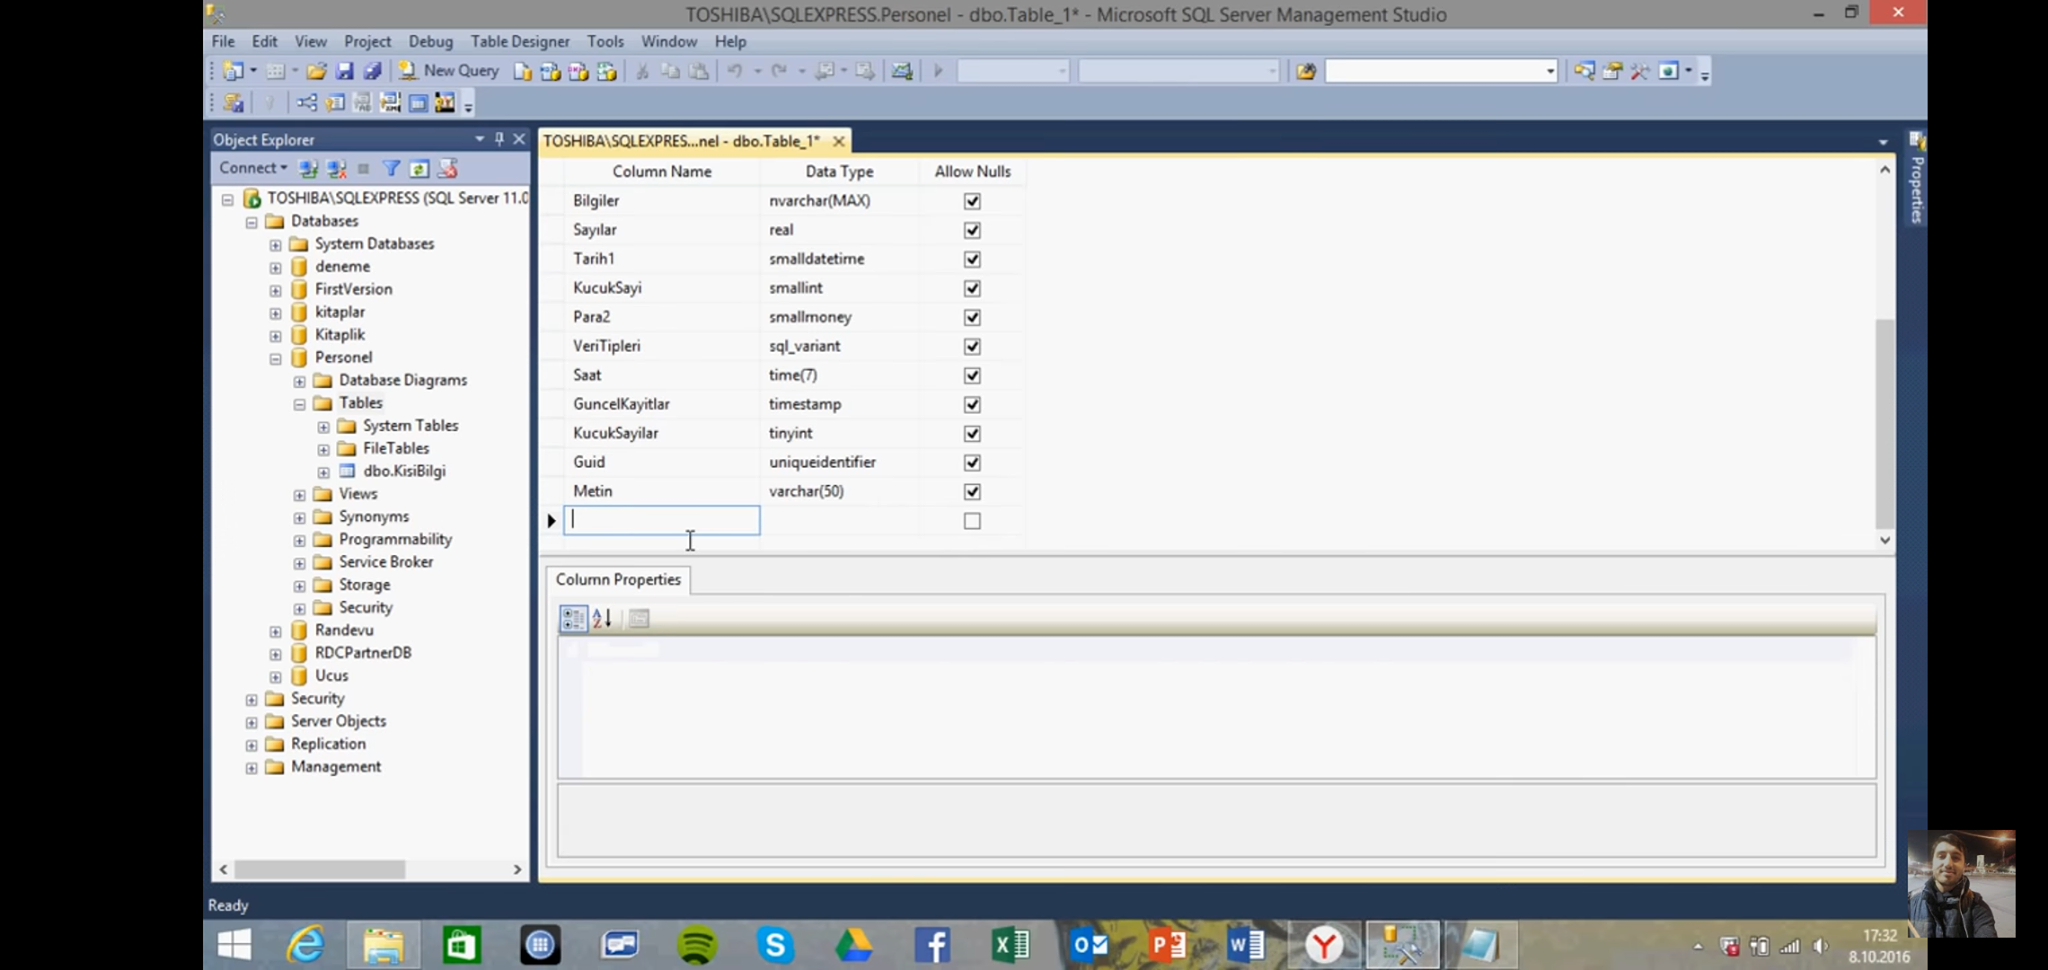 TOSHIBA\SQLEXPRESS.Personel - dbo.Table_1* - Microsoft SQL Server Management Studio
File Edit View Project Debug Table Designer Tools Window Help
New Query
Object Explorer
Connect
TOSHIBA\SQLEXPRESS (SQL Server 11.0
Databases
System Databases
deneme
FirstVersion
kitaplar
Kitaplik
Personel
Database Diagrams
Tables
System Tables
FileTables
dbo.KisiBilgi
Views
Synonyms
Programmability
Service Broker
Storage
Security
Randevu
RDCPartnerDB
Ucus
Security
Server Objects
Replication
Management
TOSHIBA\SQLEXPRES...nel - dbo.Table_1*
Column Name Data Type Allow Nulls
Bilgiler nvarchar(MAX)
Sayılar real
Tarih1 smalldatetime
KucukSayi smallint
Para2 smallmoney
VeriTipleri sql_variant
Saat time(7)
GuncelKayitlar timestamp
KucukSayilar tinyint
Guid uniqueidentifier
Metin varchar(50)
Column Properties
Properties
Ready
17:32
8.10.2016